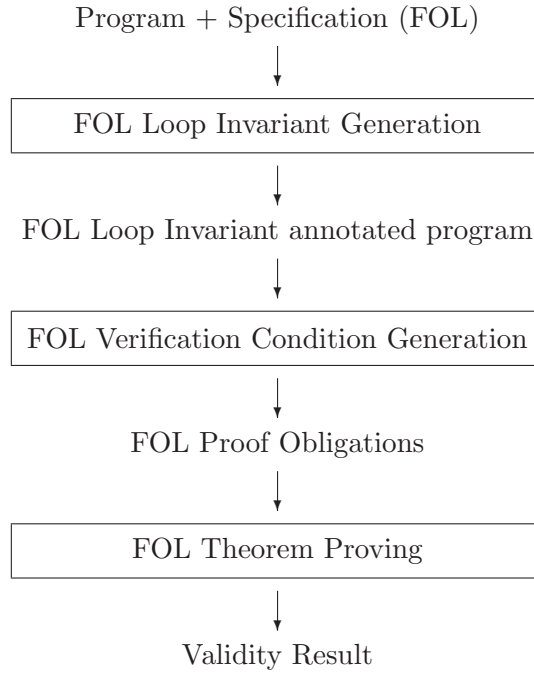 Program + Specification (FOL)
FOL Loop Invariant Generation
FOL Loop Invariant annotated program
FOL Verification Condition Generation
FOL Proof Obligations
FOL Theorem Proving
Validity Result